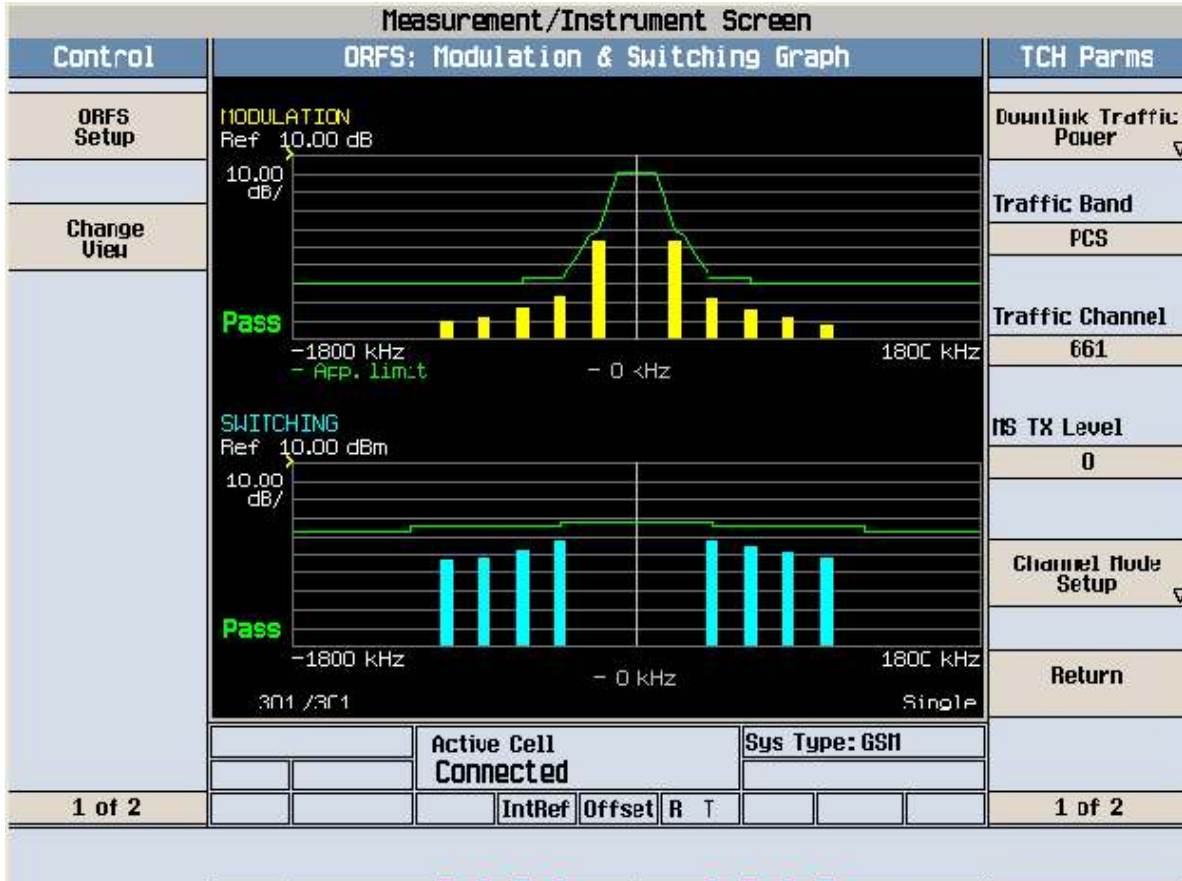 Measurement/Instrument Screen
Control
ORFS: Modulation & Switching Graph
TCH Parms
ORFS
Setup
Change
View
1 of 2
MODULATION
Ref 10.00 dB
10.00
dB/
Pass
-1800 kHz
1800 kHz
- App. limit
- 0 kHz
SWITCHING
Ref 10.00 dBm
10.00
dB/
Pass
-1800 kHz
1800 kHz
- 0 kHz
301/301
Single
Downlink Traffic
Power
Traffic Band
PCS
Traffic Channel
661
MS TX Level
0
Channel Mode
Setup
Return
1 of 2
Active Cell
Connected
Sys Type: GSM
IntRef
Offset
R T